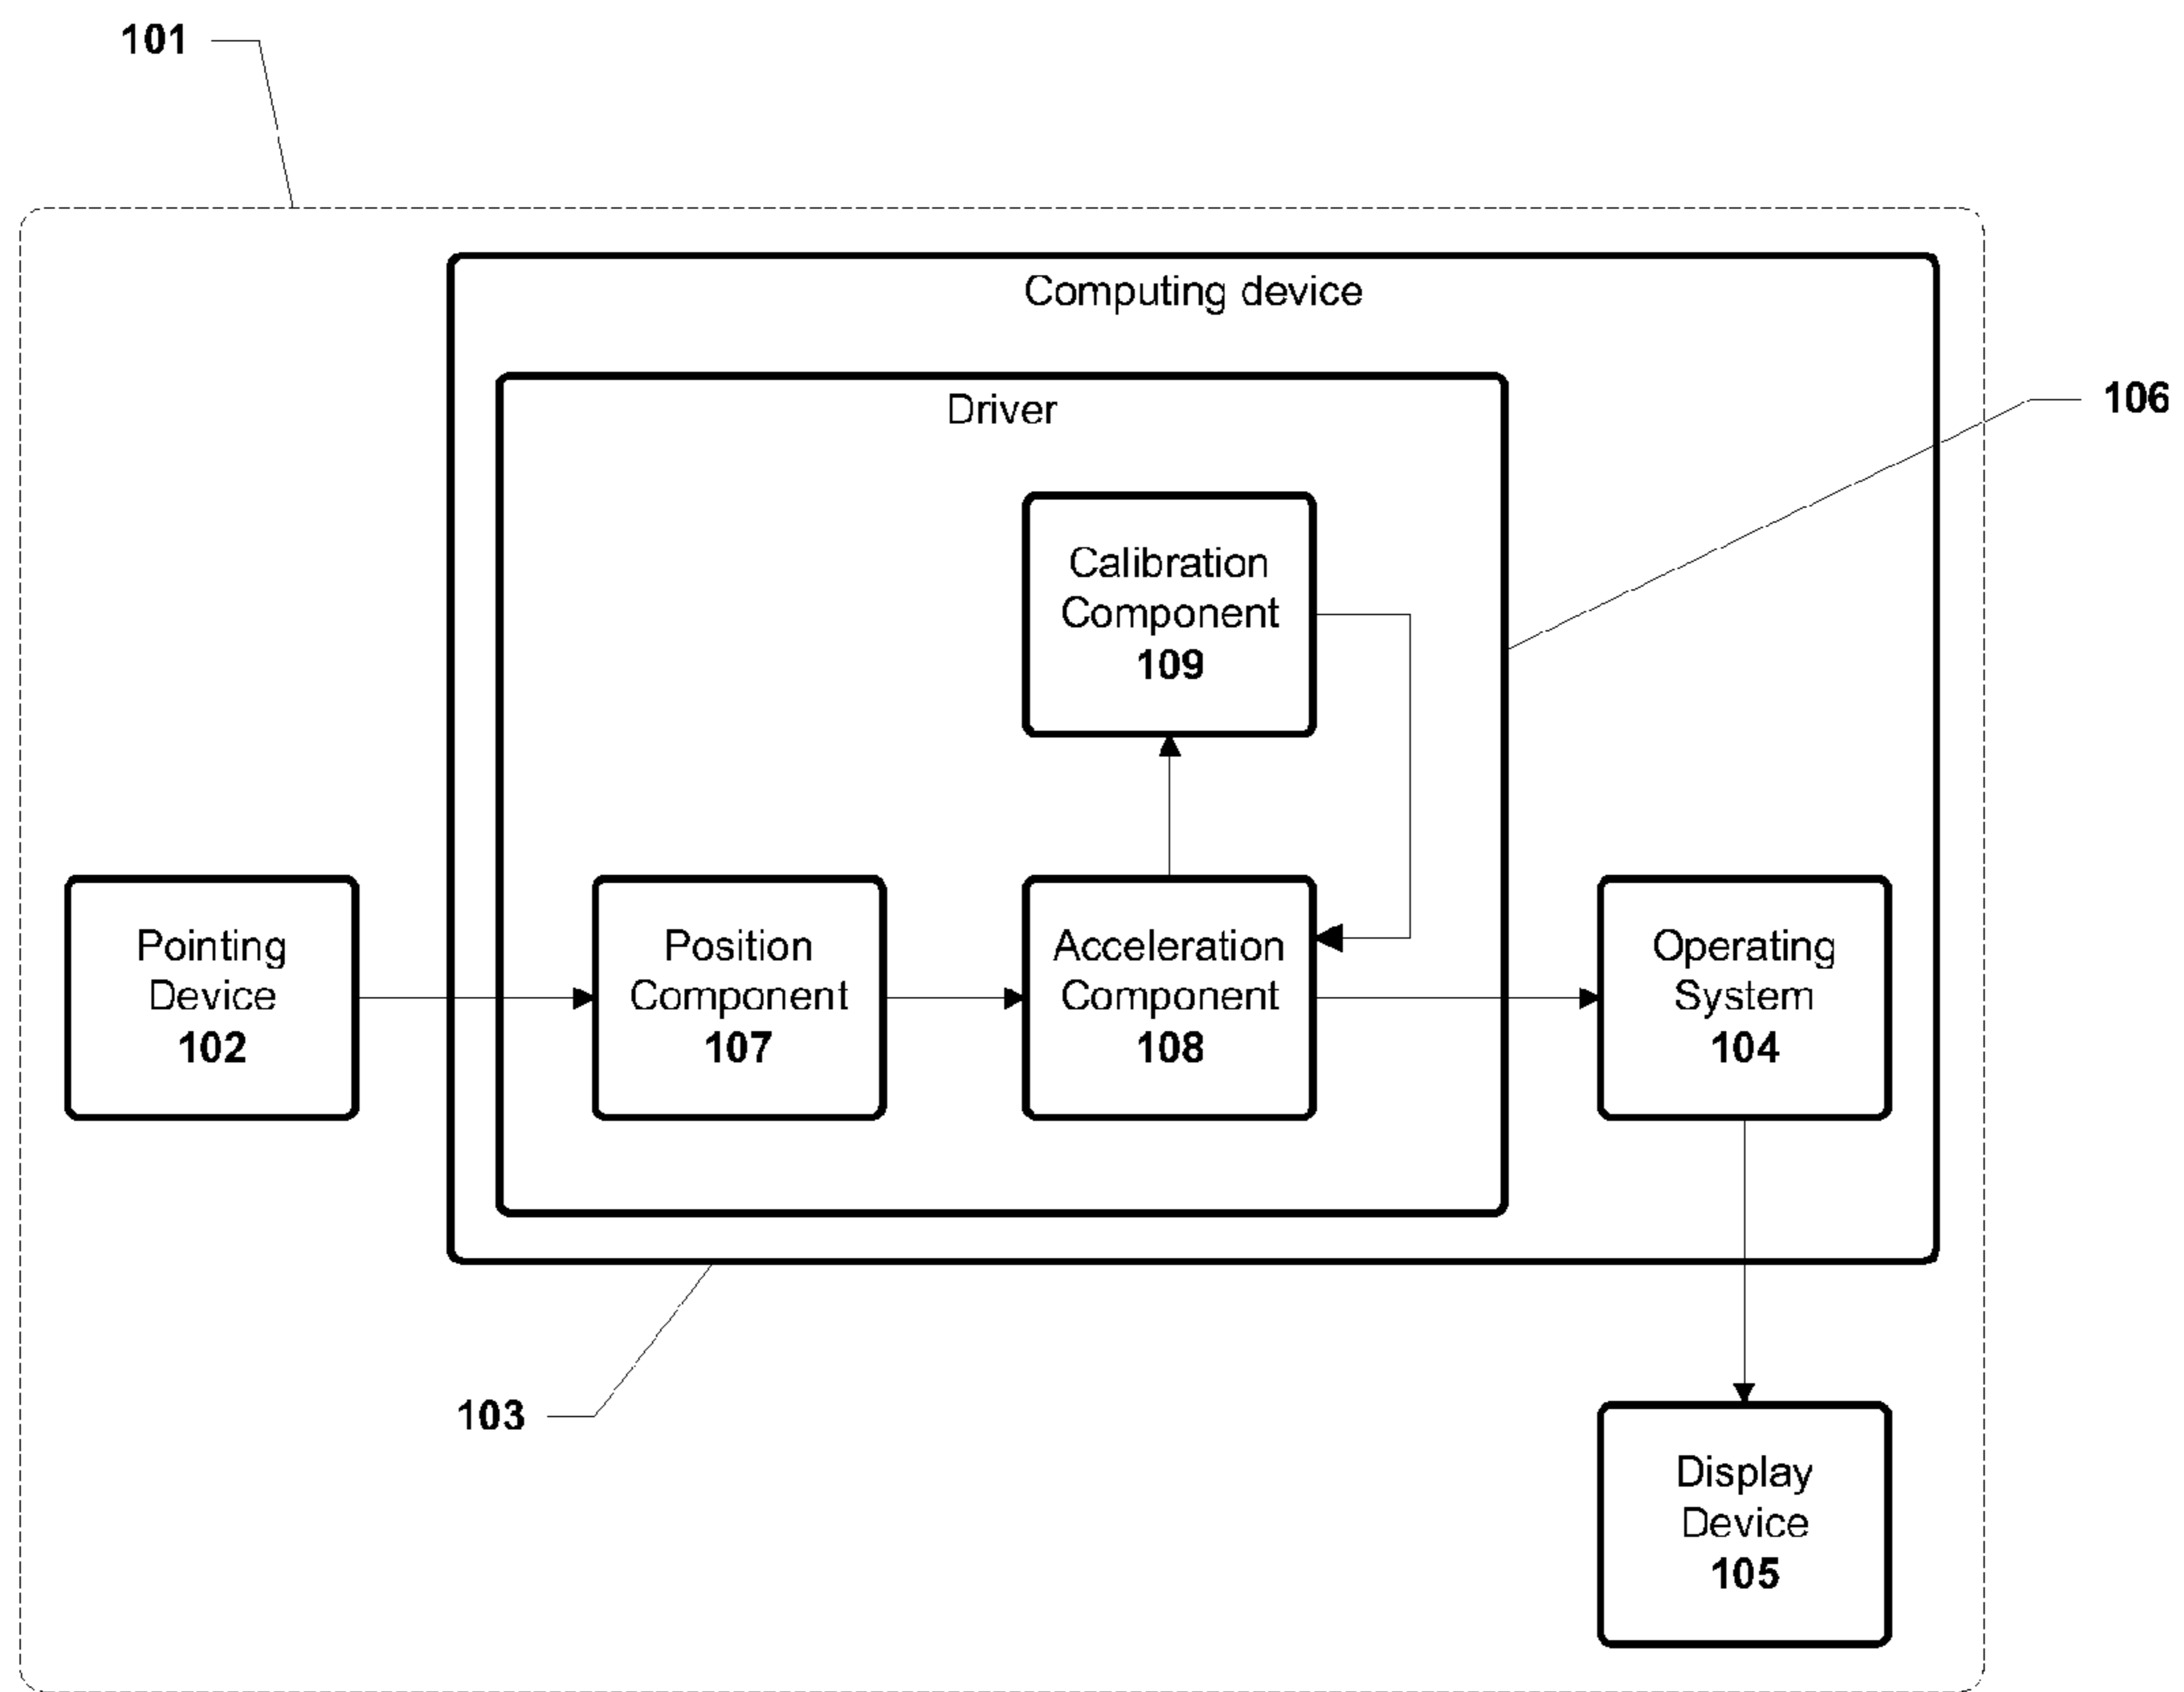 101
Computing device
106
Driver
Calibration
Component
109
Pointing
Device
102
Position
Component
107
Acceleration
Component
108
Operating
System
104
103
Display
Device
105